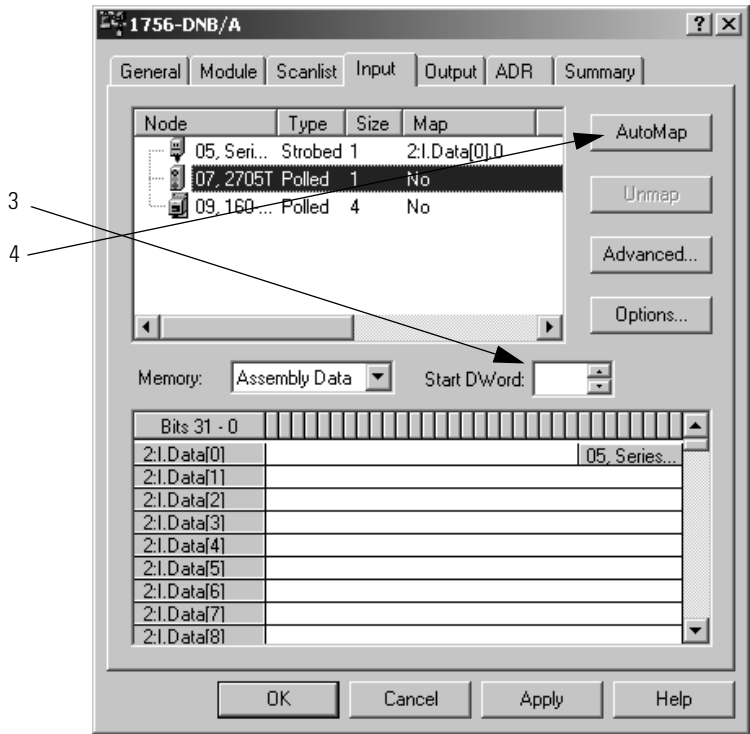 1756-DNB/A
General Module Scanlist Input Output ADR Summary
Node Type Size Map
05, Seri... Strobed 1 2:I.Data[0].0
07, 2705T Polled 1 No
09, 160-... Polled 4 No
AutoMap
Unmap
Advanced...
Options...
3
4
Memory: Assembly Data Start DWord:
Bits 31 - 0
2:I.Data[0] 05, Series...
2:I.Data[1]
2:I.Data[2]
2:I.Data[3]
2:I.Data[4]
2:I.Data[5]
2:I.Data[6]
2:I.Data[7]
2:I.Data[8]
OK Cancel Apply Help